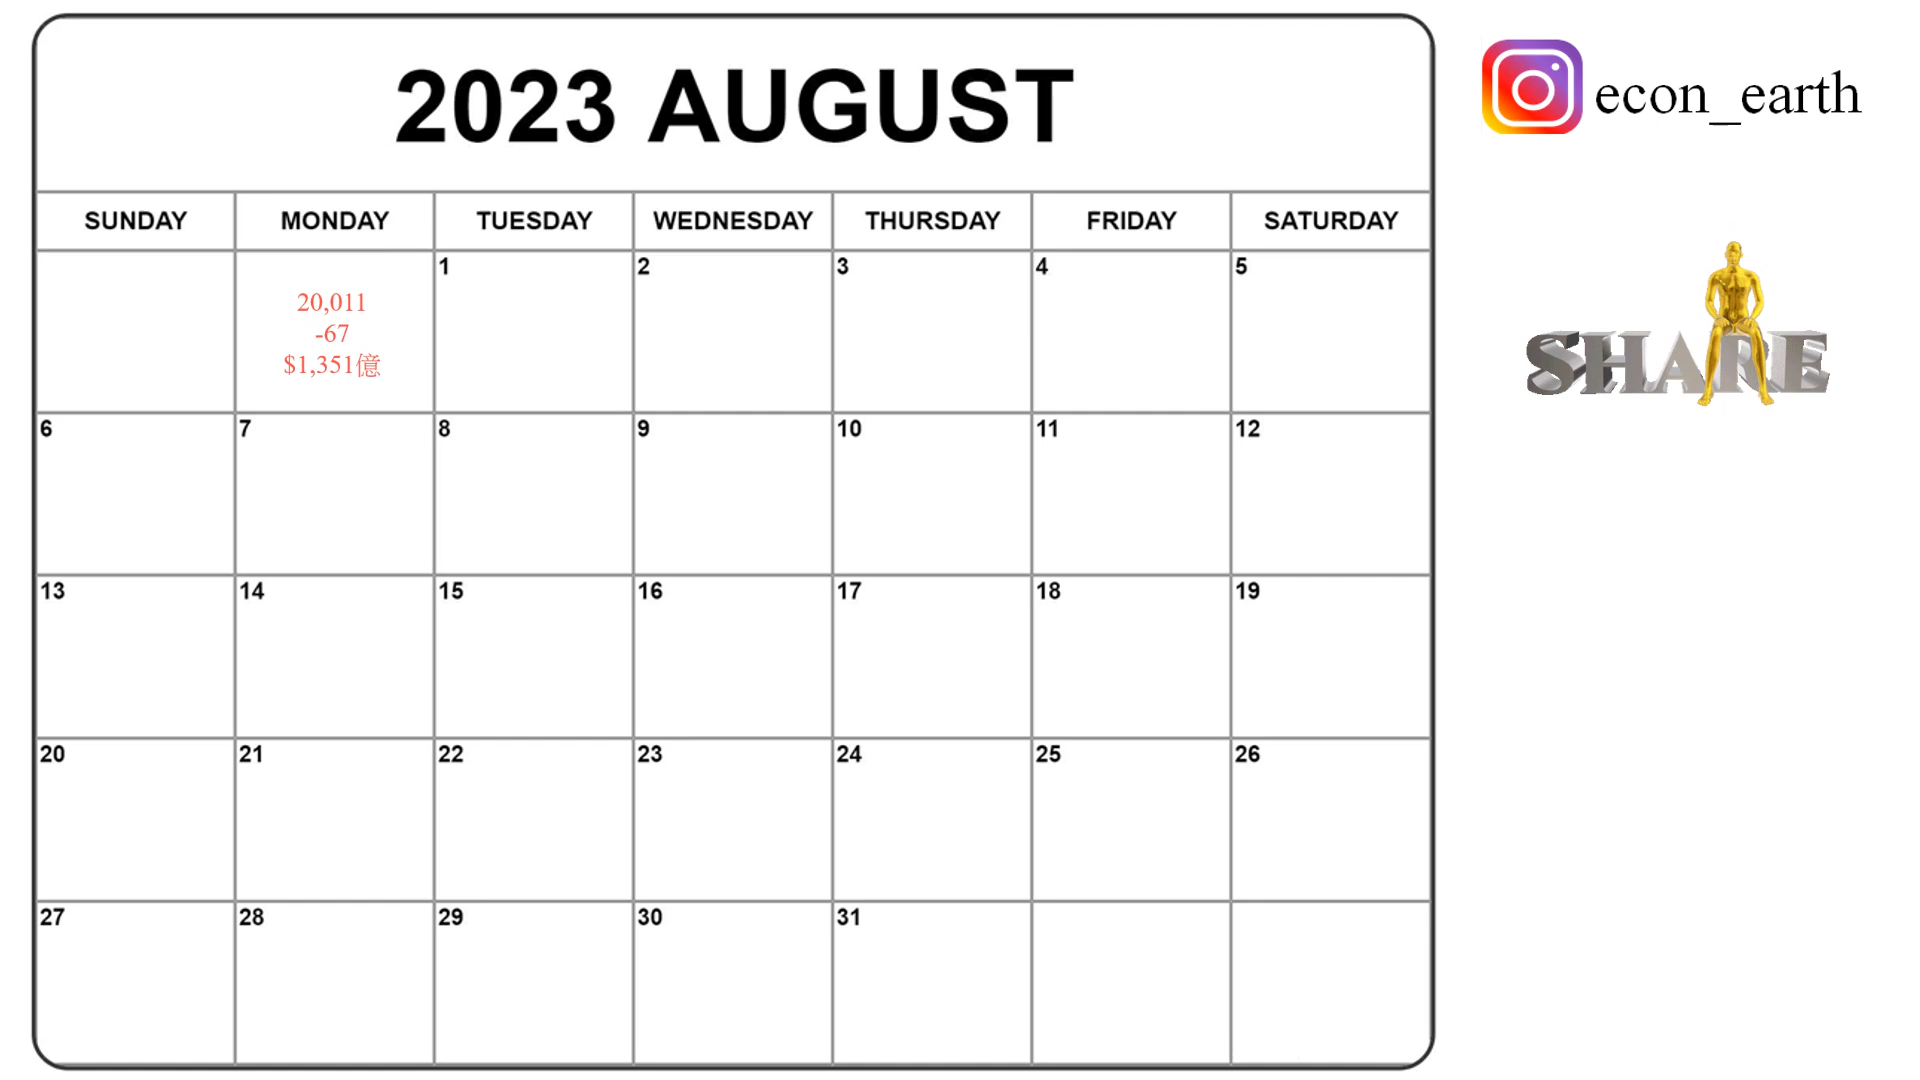 2023 AUGUST
econ_earth
SUNDAY MONDAY TUESDAY WEDNESDAY THURSDAY FRIDAY SATURDAY
1 2 3 4 5
20,011
-67
$1,351億
SHARE
6 7 8 9 10 11 12
13 14 15 16 17 18 19
20 21 22 23 24 25 26
27 28 29 30 31